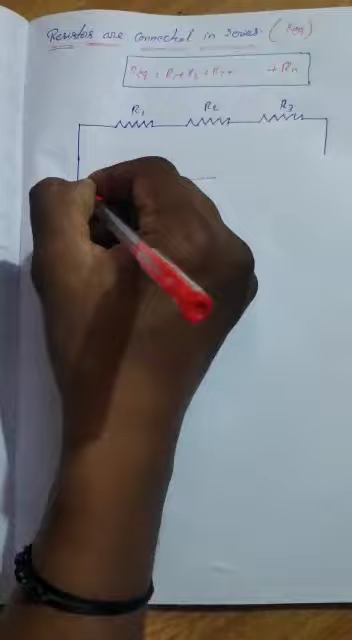 Resistors are Connected in Series (Req)
Req = R1 + R2 + R3 + + Rn
R1 R2 R3